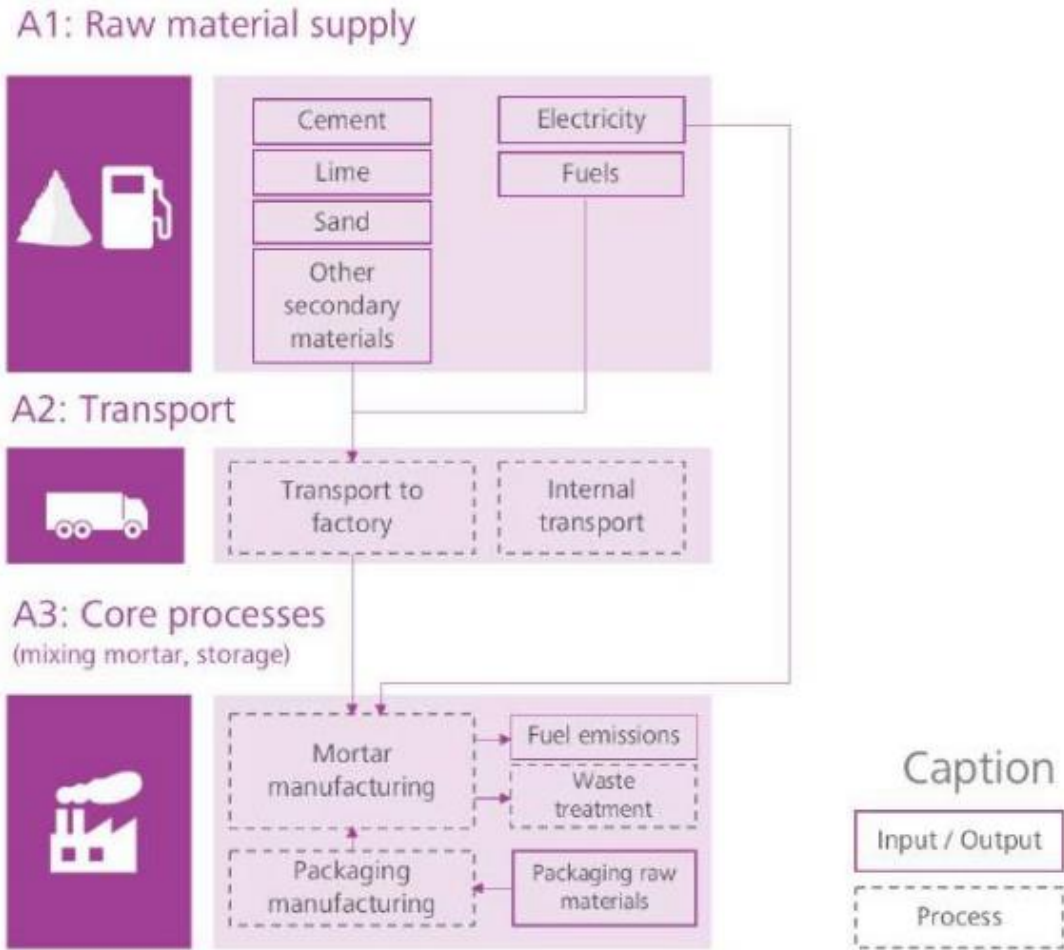 A1: Raw material supply
Cement
Electricity
Lime
Fuels
Sand
Other
secondary
materials
A2: Transport
Transport to
factory
Internal
transport
A3: Core processes
(mixing mortar, storage)
Mortar
manufacturing
Fuel emissions
Waste
treatment
Packaging
manufacturing
Packaging raw
materials
Caption
Input / Output
Process